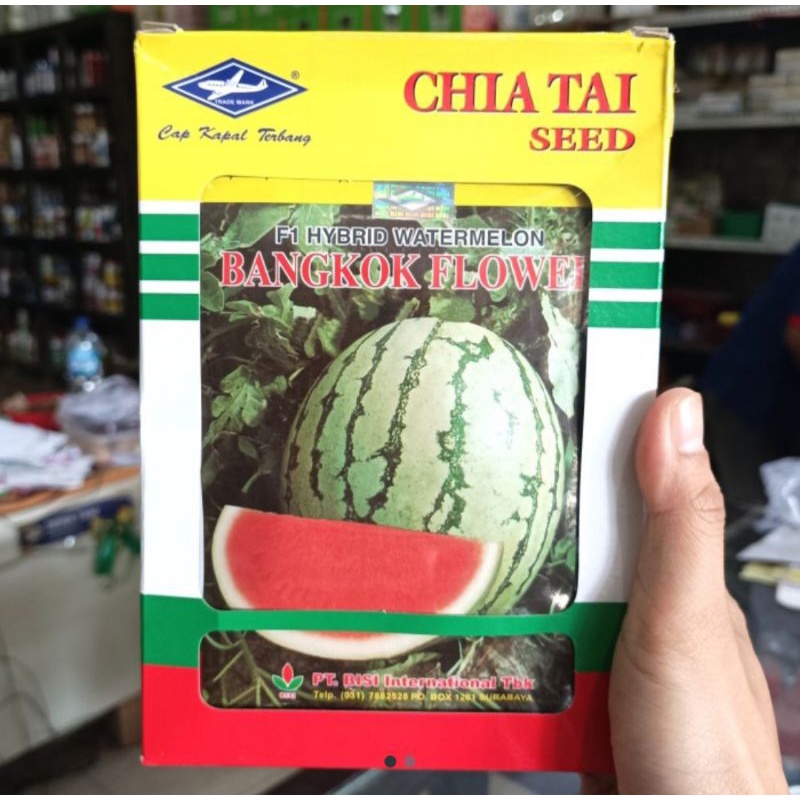 TRADE MARK
®
Cap Kapal Terbang
CHIA TAI
SEED
F1 HYBRID WATERMELON
BANGKOK FLOWE
PT. BISI International Tbk
Telp. (031) 7882528 PO. BOX 1261 SURABAYA